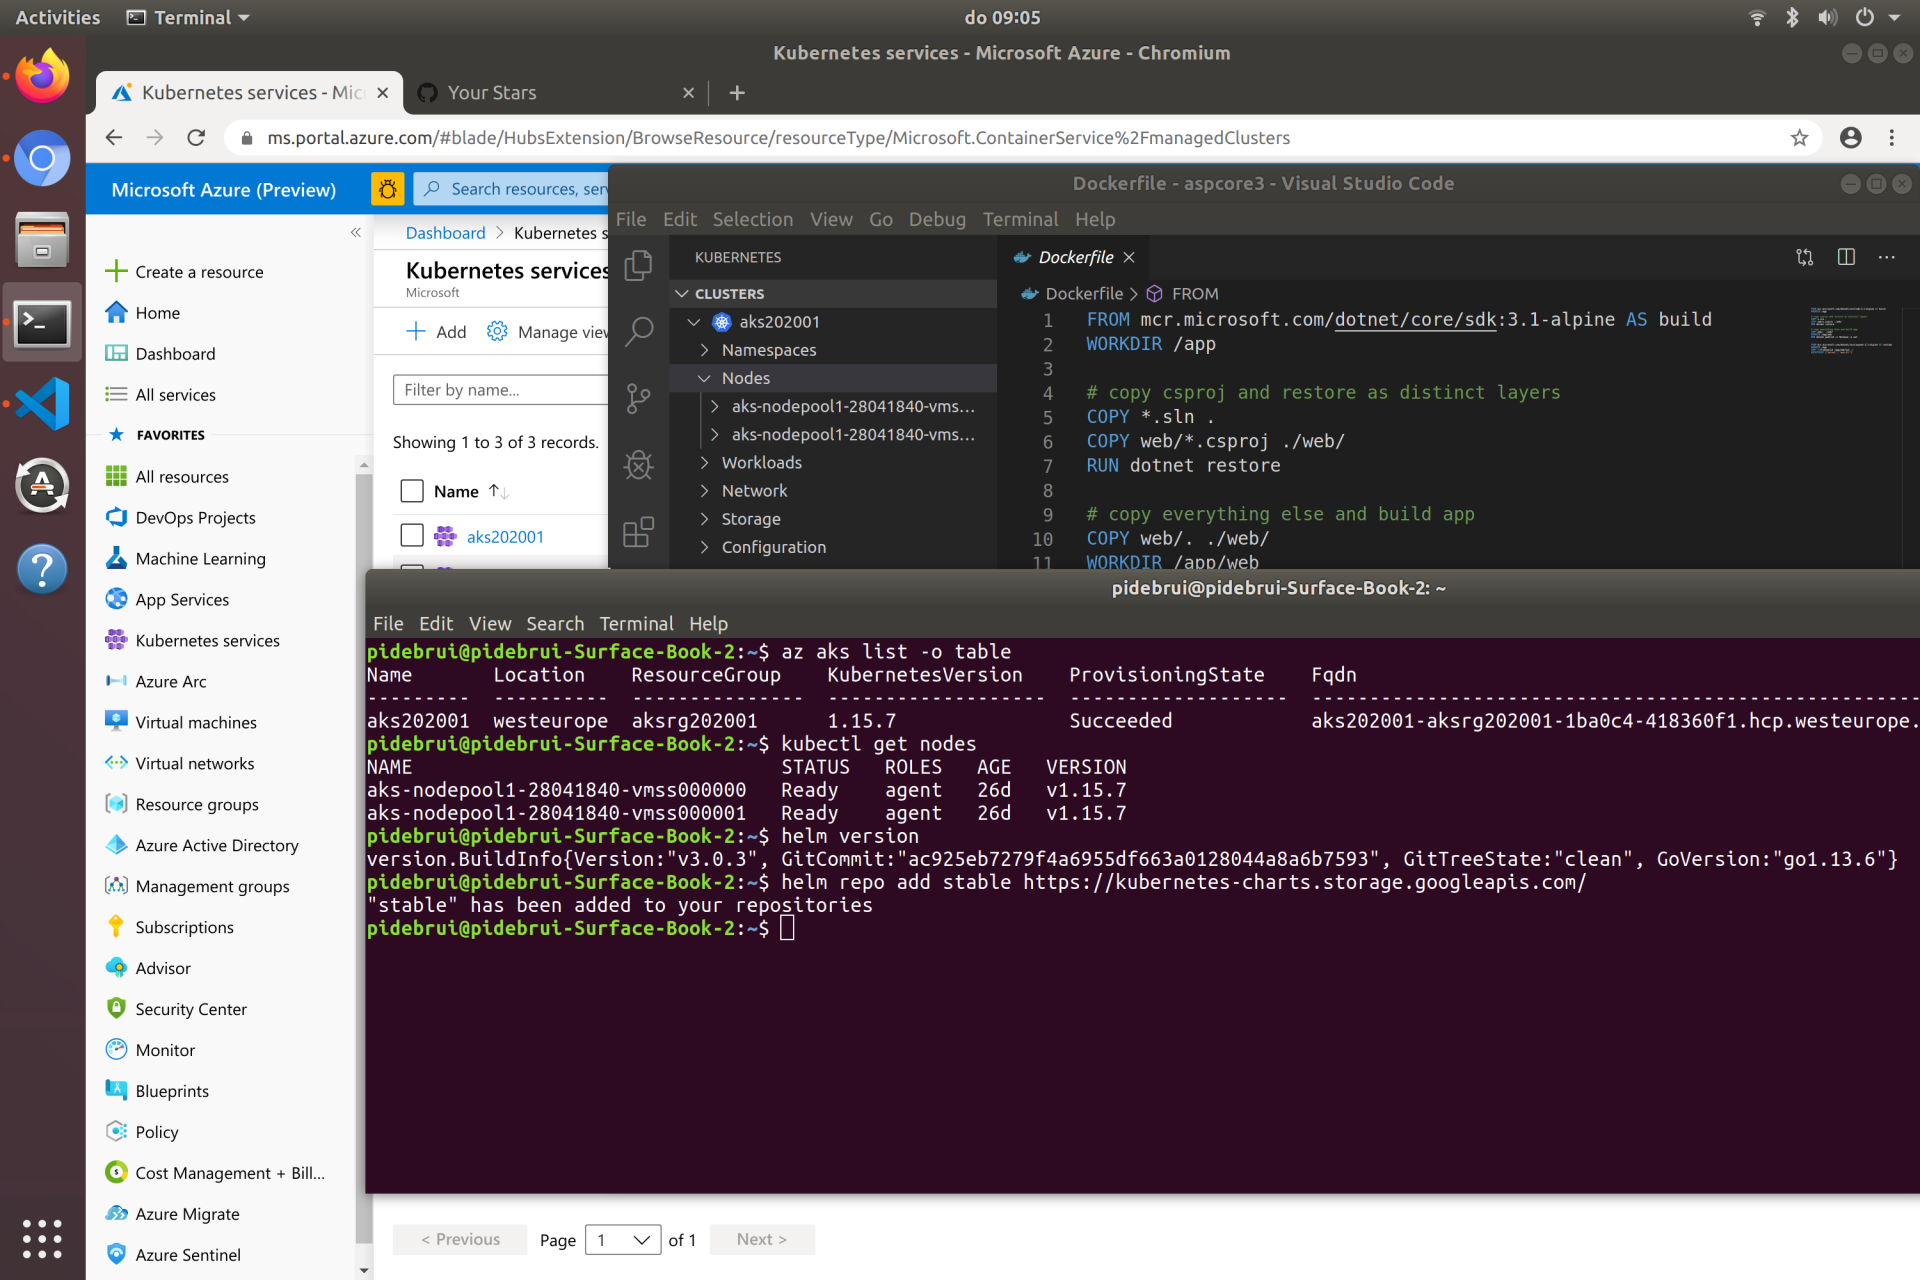 Activities
Terminal
do 09:05
Kubernetes services - Microsoft Azure - Chromium
Kubernetes services - Mic
Your Stars
ms.portal.azure.com/#blade/HubsExtension/BrowseResource/resourceType/Microsoft.ContainerService%2FmanagedClusters
Microsoft Azure (Preview)
Search resources, ser
Create a resource
Home
Dashboard
All services
FAVORITES
All resources
DevOps Projects
Machine Learning
App Services
Kubernetes services
Azure Arc
Virtual machines
Virtual networks
Resource groups
Azure Active Directory
Management groups
Subscriptions
Advisor
Security Center
Monitor
Blueprints
Policy
Cost Management + Bill...
Azure Migrate
Azure Sentinel
Dashboard > Kubernetes s
Kubernetes services
Microsoft
Add Manage view
Filter by name...
Showing 1 to 3 of 3 records.
Name
aks202001
< Previous Page 1 of 1 Next >
Dockerfile - aspcore3 - Visual Studio Code
File Edit Selection View Go Debug Terminal Help
KUBERNETES
CLUSTERS
aks202001
Namespaces
Nodes
aks-nodepool1-28041840-vms...
aks-nodepool1-28041840-vms...
Workloads
Network
Storage
Configuration
Dockerfile
Dockerfile > FROM
1 FROM mcr.microsoft.com/dotnet/core/sdk:3.1-alpine AS build
2 WORKDIR /app
3
4 # copy csproj and restore as distinct layers
5 COPY *.sln .
6 COPY web/*.csproj ./web/
7 RUN dotnet restore
8
9 # copy everything else and build app
10 COPY web/. ./web/
11 WORKDIR /app/web
pidebrui@pidebrui-Surface-Book-2: ~
File Edit View Search Terminal Help
pidebrui@pidebrui-Surface-Book-2:~$ az aks list -o table
Name Location ResourceGroup KubernetesVersion ProvisioningState Fqdn
--------- ---------- --------------- ------------------- ------------------- -----------------------------------------------------
aks202001 westeurope aksrg202001 1.15.7 Succeeded aks202001-aksrg202001-1ba0c4-418360f1.hcp.westeurope.
pidebrui@pidebrui-Surface-Book-2:~$ kubectl get nodes
NAME STATUS ROLES AGE VERSION
aks-nodepool1-28041840-vmss000000 Ready agent 26d v1.15.7
aks-nodepool1-28041840-vmss000001 Ready agent 26d v1.15.7
pidebrui@pidebrui-Surface-Book-2:~$ helm version
version.BuildInfo{Version:"v3.0.3", GitCommit:"ac925eb7279f4a6955df663a0128044a8a6b7593", GitTreeState:"clean", GoVersion:"go1.13.6"}
pidebrui@pidebrui-Surface-Book-2:~$ helm repo add stable https://kubernetes-charts.storage.googleapis.com/
"stable" has been added to your repositories
pidebrui@pidebrui-Surface-Book-2:~$